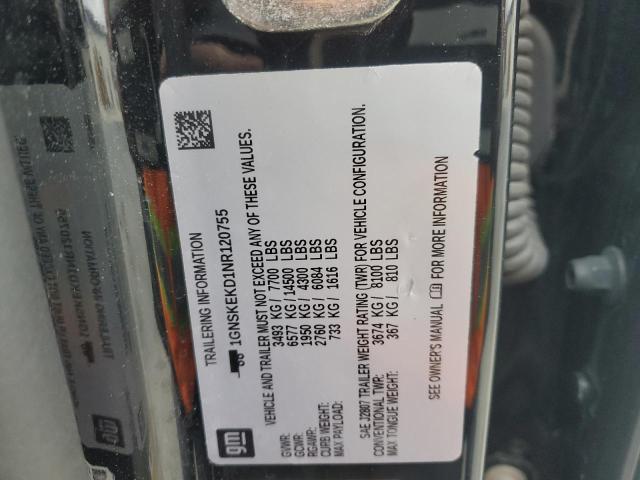 TRAILERING INFORMATION
1GNSKEKD1NR120755
VEHICLE AND TRAILER MUST NOT EXCEED ANY OF THESE VALUES.
GVWR: 3493 KG / 7700 LBS
GCWR: 6577 KG / 14500 LBS
RGAWR: 1950 KG / 4300 LBS
CURB WEIGHT: 2760 KG / 6084 LBS
MAX PAYLOAD: 733 KG / 1616 LBS
SAE J2807 TRAILER WEIGHT RATING (TWR) FOR VEHICLE CONFIGURATION.
CONVENTIONAL TWR: 3674 KG / 8100 LBS
MAX TONGUE WEIGHT: 367 KG / 810 LBS
SEE OWNER'S MANUAL FOR MORE INFORMATION
gm